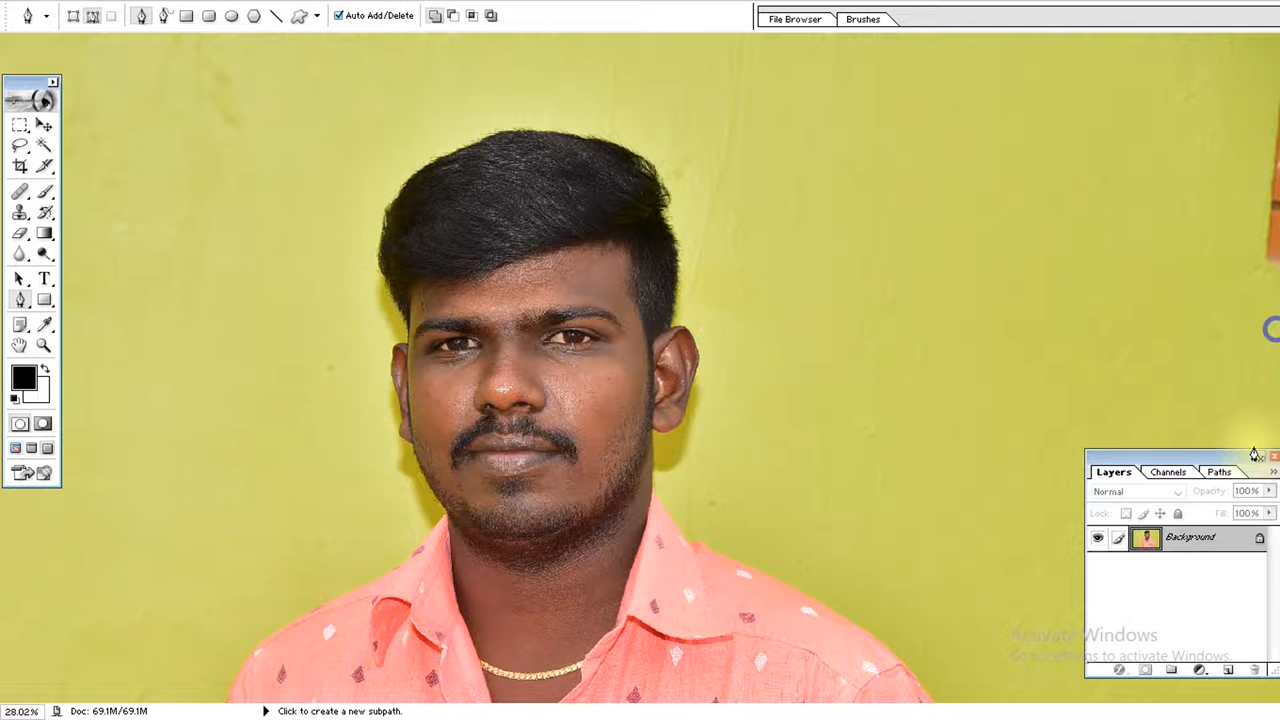 Auto Add/Delete
File Browser
Brushes
T
Layers
Channels
Paths
Normal
Opacity: 100%
Lock:
Fill: 100%
Background
Activate Windows
Go to Settings to activate Windows.
28.02%
Doc: 69.1M/69.1M
Click to create a new subpath.